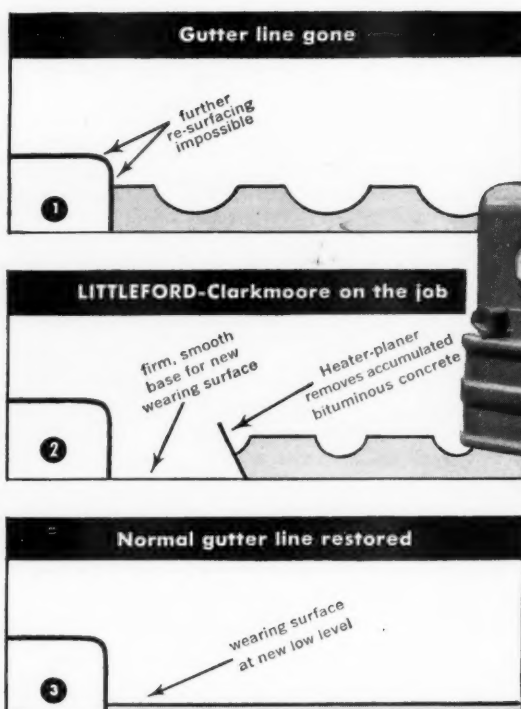 Gutter line gone
further
re-surfacing
impossible
1
LITTLEFORD-Clarkmoore on the job
firm, smooth
base for new
wearing surface
Heater-planer
removes accumulated
bituminous concrete
2
Normal gutter line restored
wearing surface
at new low level
3